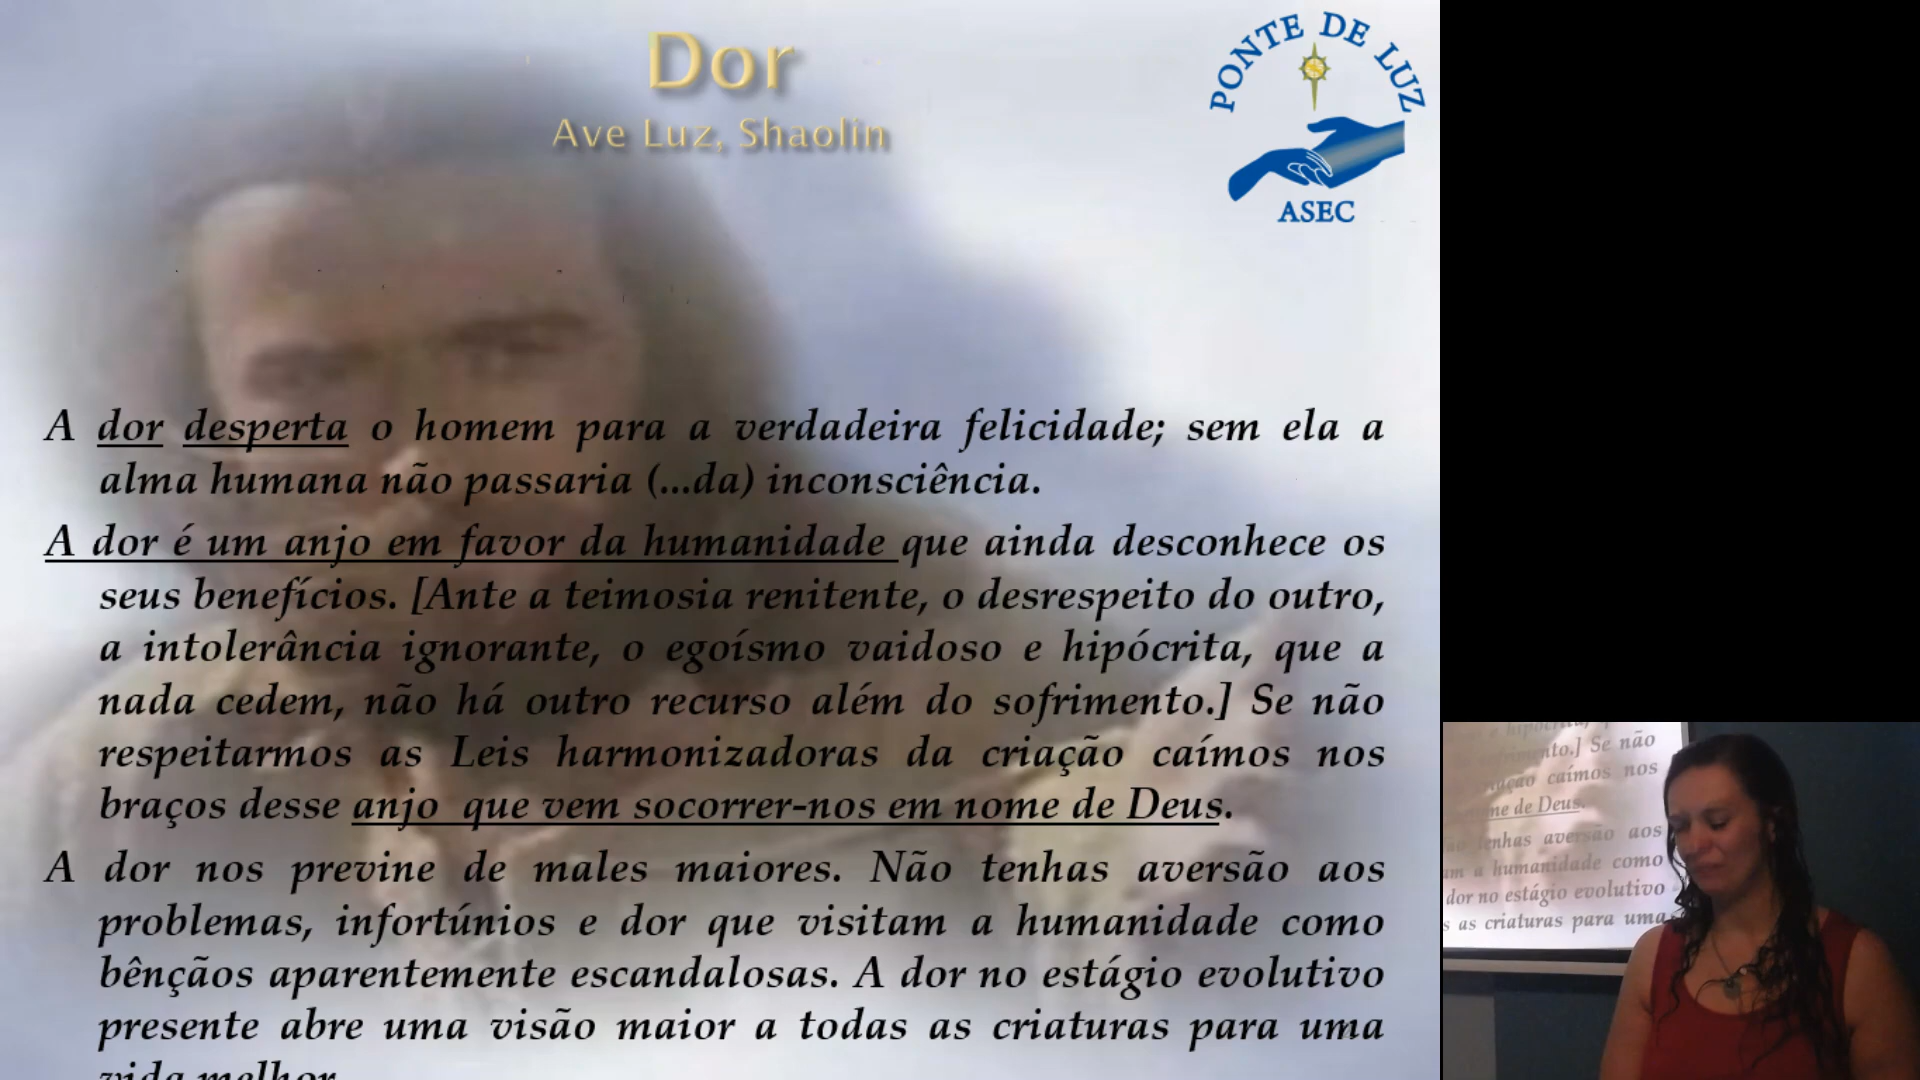 Dor
Ave Luz, Shaolin
PONTE DE LUZ
ASEC
A dor desperta o homem para a verdadeira felicidade; sem ela a
alma humana não passaria (...da) inconsciência.
A dor é um anjo em favor da humanidade que ainda desconhece os
seus benefícios. [Ante a teimosia renitente, o desrespeito do outro,
a intolerância ignorante, o egoísmo vaidoso e hipócrita, que a
nada cedem, não há outro recurso além do sofrimento.] Se não
respeitarmos as Leis harmonizadoras da criação caímos nos
braços desse anjo que vem socorrer-nos em nome de Deus.
A dor nos previne de males maiores. Não tenhas aversão aos
problemas, infortúnios e dor que visitam a humanidade como
bênçãos aparentemente escandalosas. A dor no estágio evolutivo
presente abre uma visão maior a todas as criaturas para uma
vida melhor.
Se não
caímos nos
de Deus.
tenhas aversão aos
a humanidade como
dor no estágio evolutivo
s as criaturas para uma